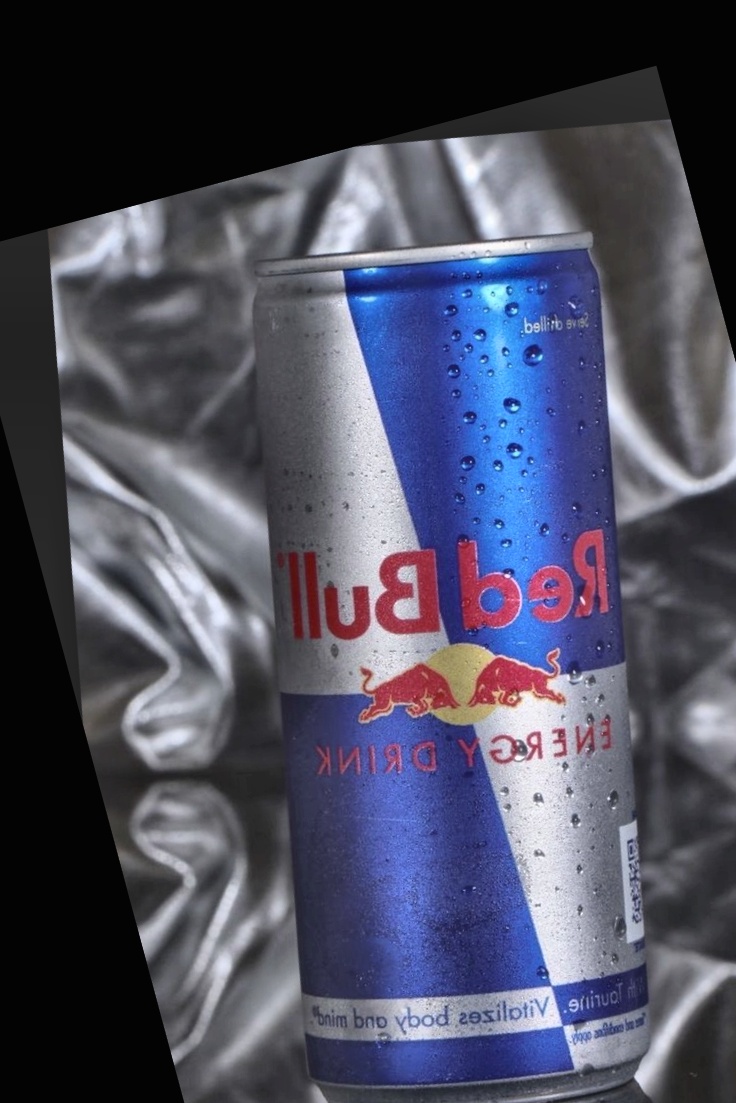 Serve chilled.
Red Bull®
ENERGY DRINK
With Taurine.
Vitalizes body and mind®
Terms and conditions apply.